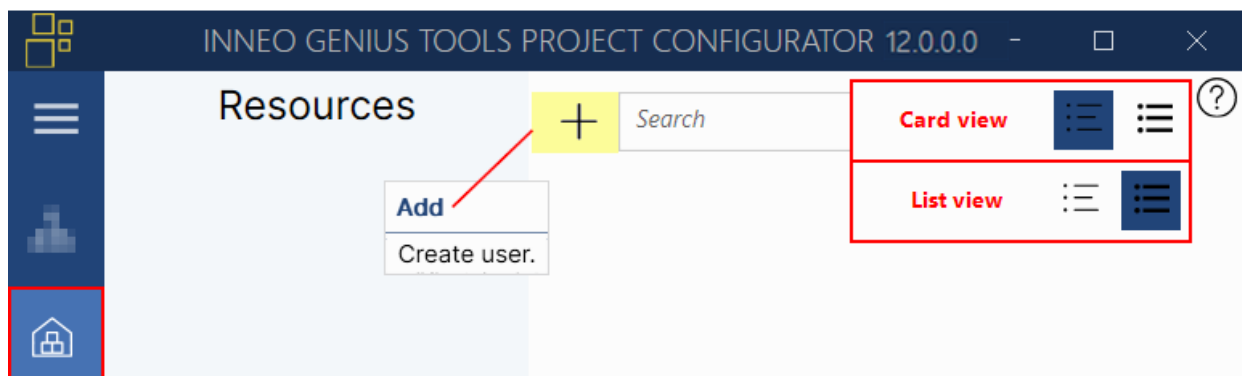 INNEO GENIUS TOOLS PROJECT CONFIGURATOR 12.0.0.0
Resources
Search
Card view
?
Add
List view
Create user.